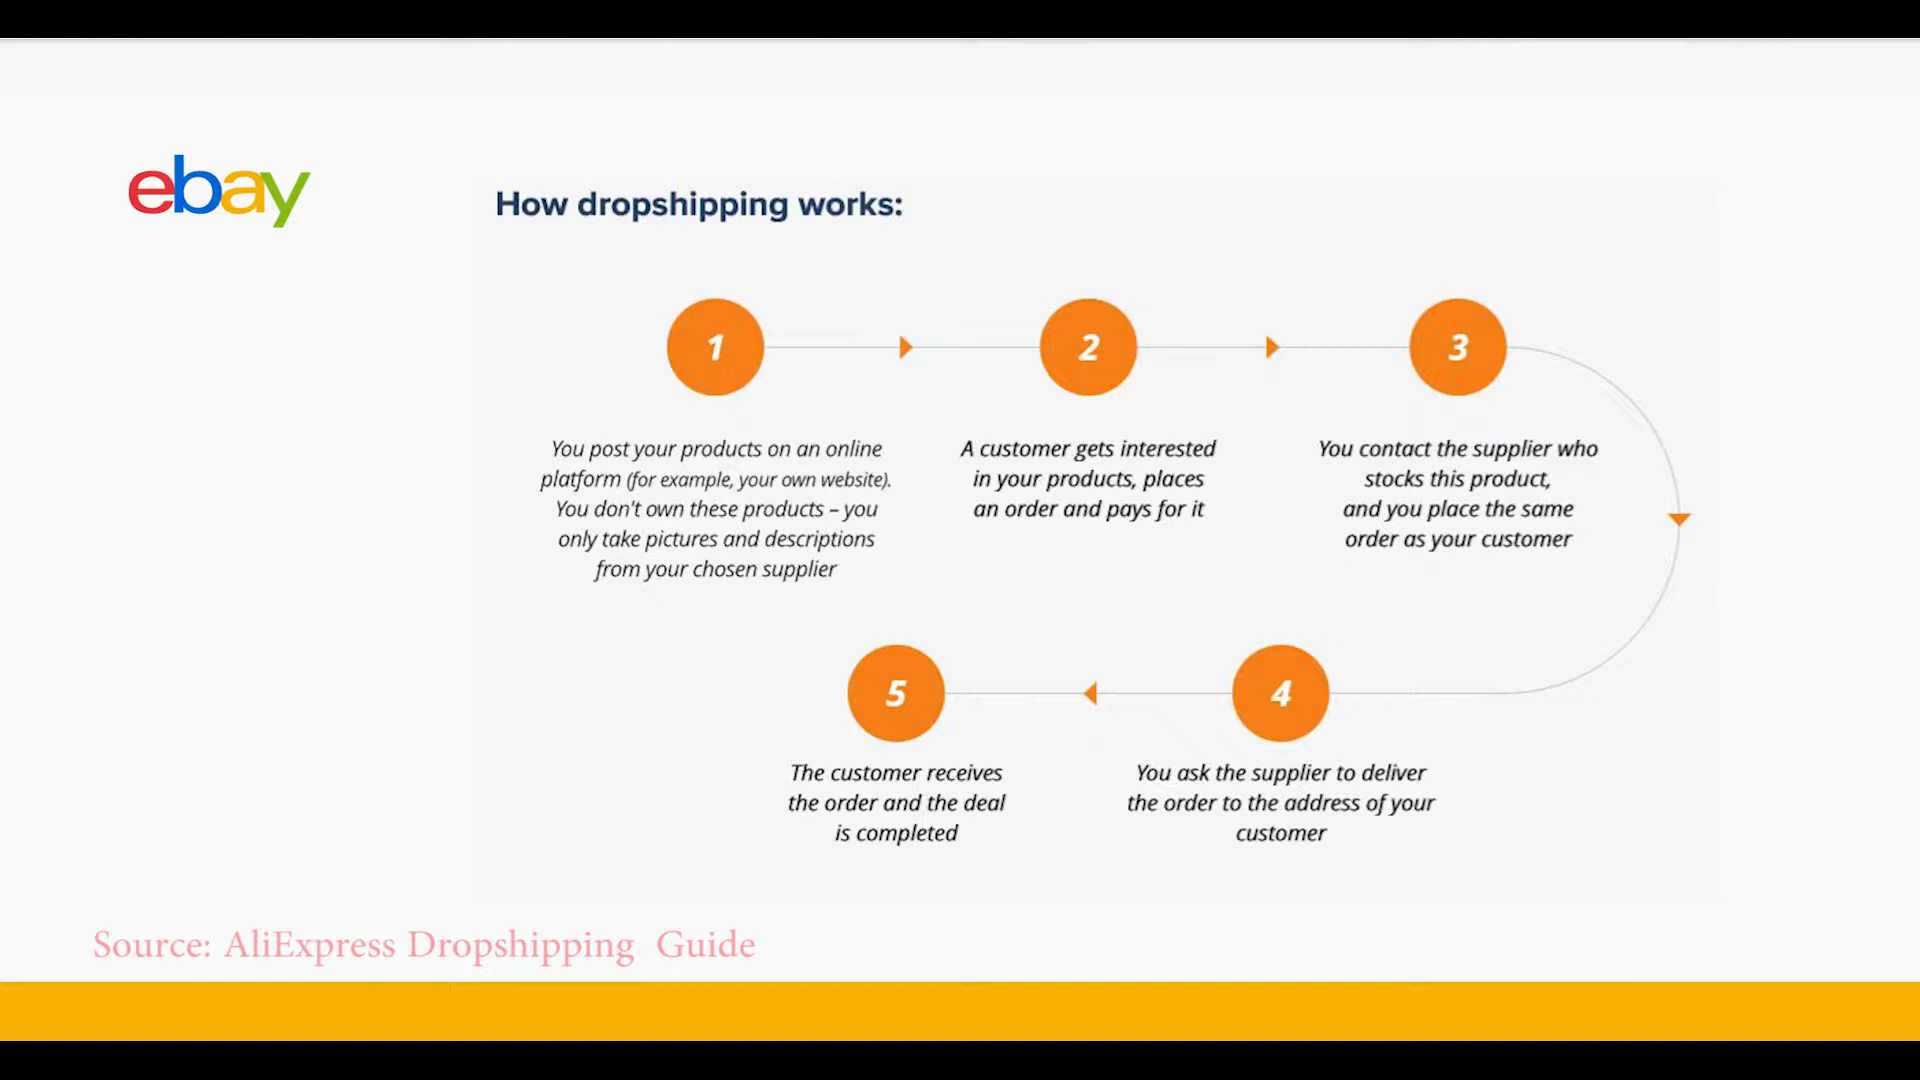 ebay
How dropshipping works:
1
2
3
You post your products on an online
platform (for example, your own website).
You don't own these products – you
only take pictures and descriptions
from your chosen supplier
A customer gets interested
in your products, places
an order and pays for it
You contact the supplier who
stocks this product,
and you place the same
order as your customer
4
You ask the supplier to deliver
the order to the address of your
customer
5
The customer receives
the order and the deal
is completed
Source: AliExpress Dropshipping Guide